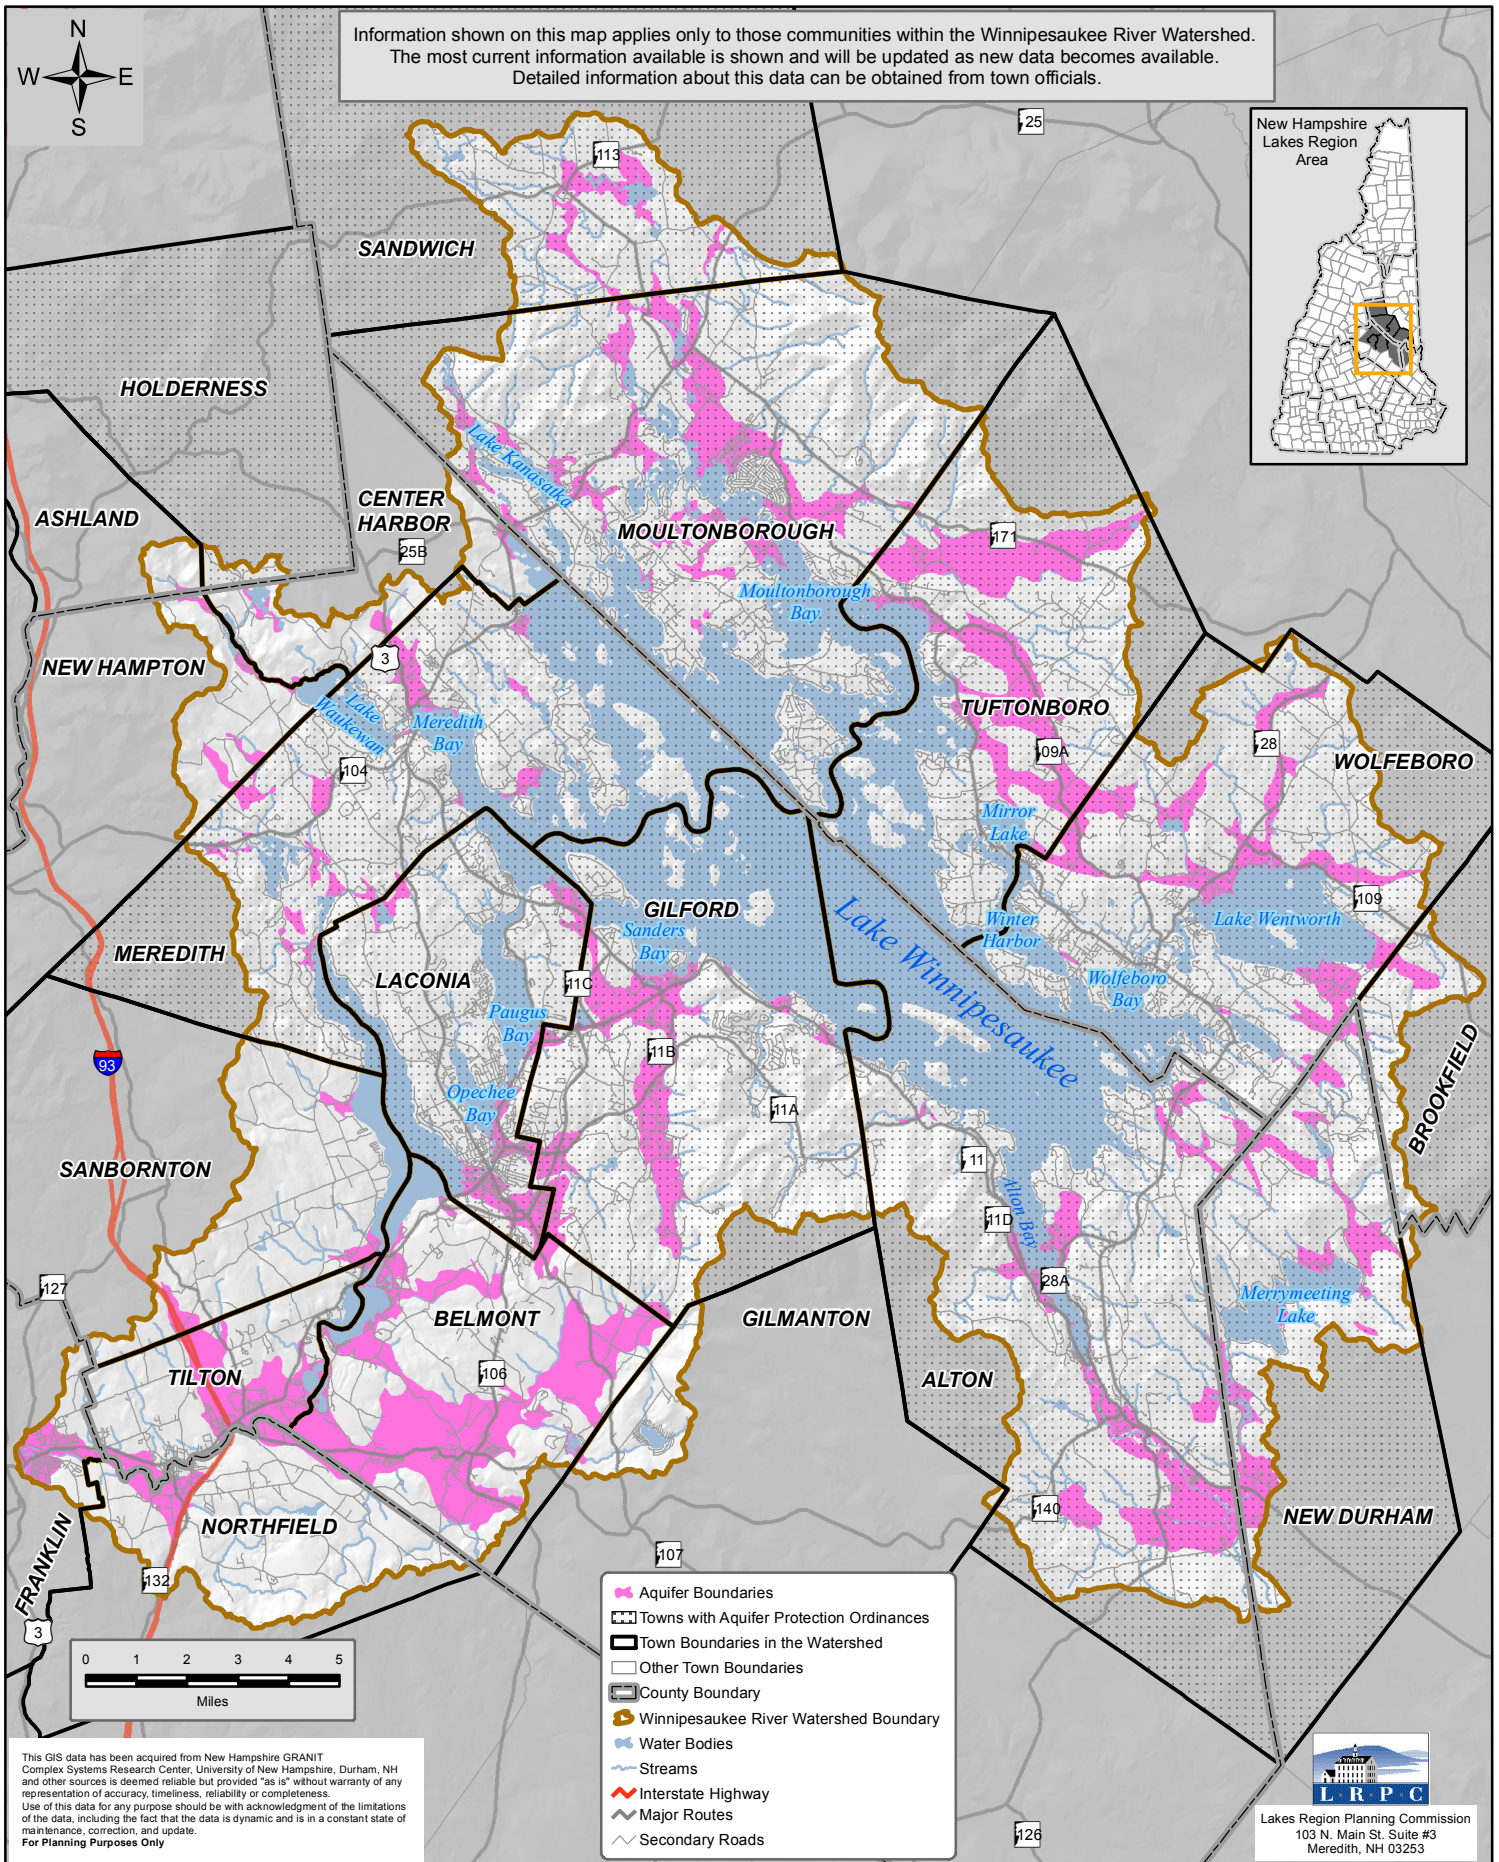 Information shown on this map applies only to those communities within the Winnipesaukee River Watershed.
The most current information available is shown and will be updated as new data becomes available.
Detailed information about this data can be obtained from town officials.
N
W
E
S
New Hampshire
Lakes Region
Area
25
113
SANDWICH
HOLDERNESS
Lake Kanasatka
CENTER
HARBOR
ASHLAND
25B
MOULTONBOROUGH
171
Moultonborough
Bay
NEW HAMPTON
3
Lake
Waukewan
Meredith
Bay
TUFTONBORO
28
WOLFEBORO
109A
104
Mirror
Lake
109
GILFORD
Sanders
Bay
Lake Winnipesaukee
Winter
Harbor
Lake Wentworth
MEREDITH
LACONIA
11C
Wolfeboro
Bay
Paugus
Bay
93
11B
BROOKFIELD
Opechee
Bay
11A
SANBORNTON
11
Alton Bay
11D
127
28A
Merrymeeting
Lake
BELMONT
GILMANTON
TILTON
106
ALTON
140
NEW DURHAM
NORTHFIELD
FRANKLIN
107
132
3
126
0 1 2 3 4 5
Miles
Aquifer Boundaries
Towns with Aquifer Protection Ordinances
Town Boundaries in the Watershed
Other Town Boundaries
County Boundary
Winnipesaukee River Watershed Boundary
Water Bodies
Streams
Interstate Highway
Major Routes
Secondary Roads
This GIS data has been acquired from New Hampshire GRANIT
Complex Systems Research Center, University of New Hampshire, Durham, NH
and other sources is deemed reliable but provided "as is" without warranty of any
representation of accuracy, timeliness, reliability or completeness.
Use of this data for any purpose should be with acknowledgment of the limitations
of the data, including the fact that the data is dynamic and is in a constant state of
maintenance, correction, and update.
For Planning Purposes Only
L·R·P·C
Lakes Region Planning Commission
103 N. Main St. Suite #3
Meredith, NH 03253